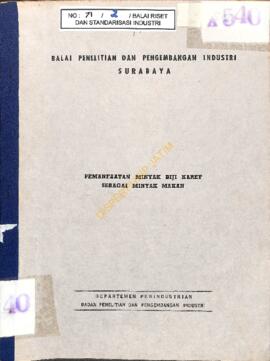 NO : 71 / 2 / BALAI RISET
DAN STANDARISASI INDUSTRI
A 540
BALAI PENELITIAN DAN PENGEMBANGAN INDUSTRI
SURABAYA
PEMANFAATAN MINYAK BIJI KARET
SEBAGAI MINYAK MAKAN
DEPARTEMEN PERINDUSTRIAN
BADAN PENELITIAN DAN PENGEMBANGAN INDUSTRI
40